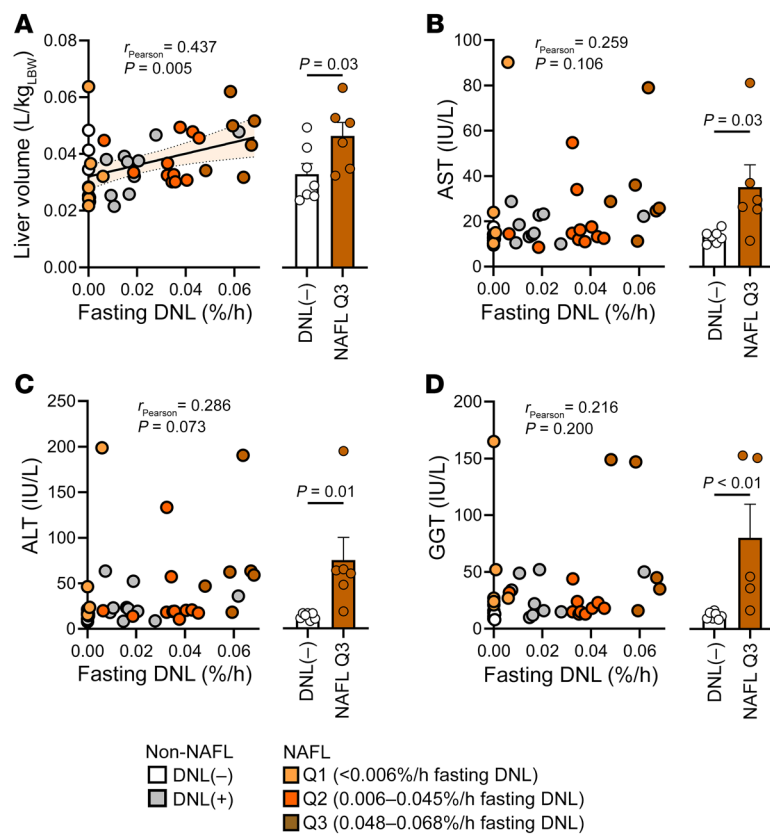 A
Liver volume (L/kgLBW)
0.08
0.06
0.04
0.02
0.00
rPearson = 0.437
P = 0.005
0.00 0.02 0.04 0.06
Fasting DNL (%/h)
P = 0.03
DNL(–)
NAFL Q3
B
AST (IU/L)
100
80
60
40
20
0
rPearson = 0.259
P = 0.106
0.00 0.02 0.04 0.06
Fasting DNL (%/h)
P = 0.03
DNL(–)
NAFL Q3
C
ALT (IU/L)
250
200
150
100
50
0
rPearson = 0.286
P = 0.073
0.00 0.02 0.04 0.06
Fasting DNL (%/h)
P = 0.01
DNL(–)
NAFL Q3
D
GGT (IU/L)
200
150
100
50
0
rPearson = 0.216
P = 0.200
0.00 0.02 0.04 0.06
Fasting DNL (%/h)
P < 0.01
DNL(–)
NAFL Q3
Non-NAFL
DNL(–)
DNL(+)
NAFL
Q1 (<0.006%/h fasting DNL)
Q2 (0.006–0.045%/h fasting DNL)
Q3 (0.048–0.068%/h fasting DNL)